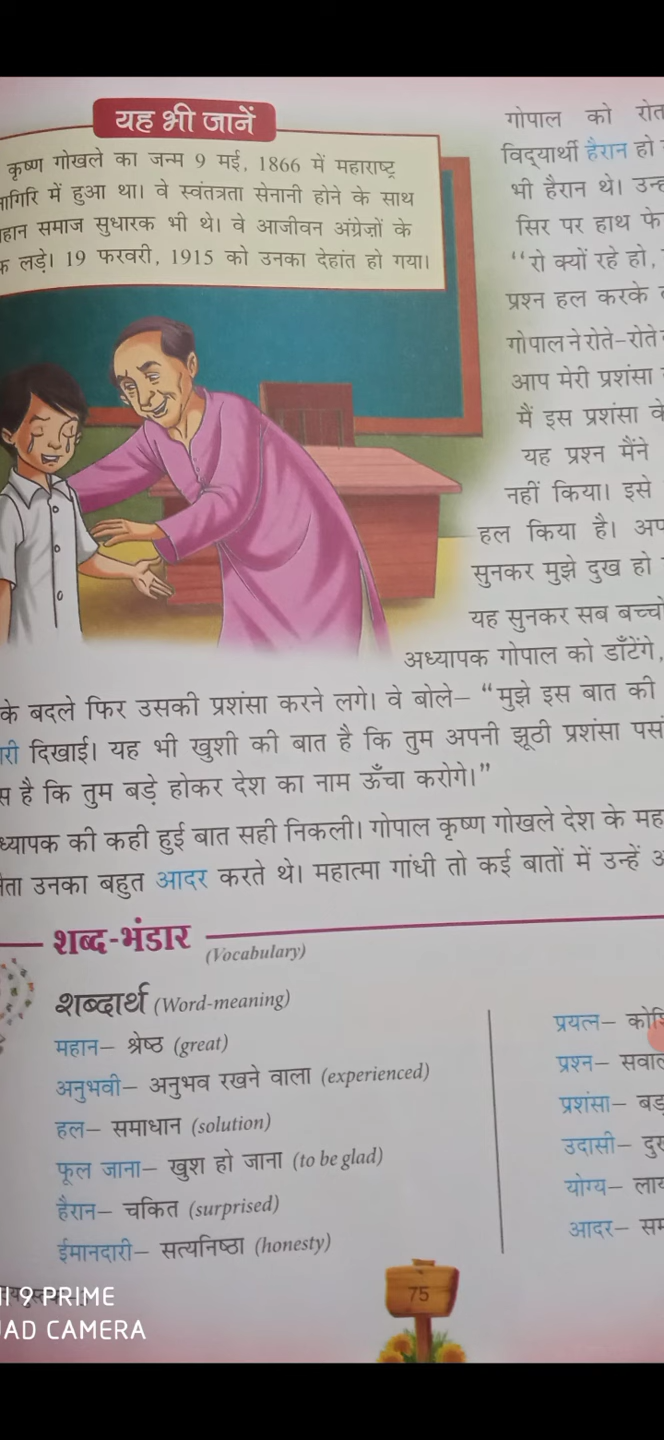 यह भी जानें
कृष्ण गोखले का जन्म 9 मई, 1866 में महाराष्ट्र
में हुआ था। वे स्वतंत्रता सेनानी होने के साथ
समाज सुधारक भी थे। वे आजीवन अंग्रेज़ों के
लड़े। 19 फरवरी, 1915 को उनका देहांत हो गया।
गोपाल को
विद्यार्थी हैरान हो
भी हैरान थे।
सिर पर हाथ
“रो क्यों रहे हो,
प्रश्न हल करके
गोपाल ने रोते-रोते
आप मेरी प्रशंसा
मैं इस प्रशंसा
यह प्रश्न मैंने
नहीं किया। इसे
हल किया है।
सुनकर मुझे दुख हो
यह सुनकर सब
अध्यापक गोपाल को डाँटेंगे,
के बदले फिर उसकी प्रशंसा करने लगे। वे बोले– “मुझे इस बात की
दिखाई। यह भी खुशी की बात है कि तुम अपनी झूठी प्रशंसा
है कि तुम बड़े होकर देश का नाम ऊँचा करोगे।”
की कही हुई बात सही निकली। गोपाल कृष्ण गोखले देश के
उनका बहुत आदर करते थे। महात्मा गांधी तो कई बातों में उन्हें
शब्द-भंडार (Vocabulary)
शब्दार्थ (Word-meaning)
महान– श्रेष्ठ (great)
अनुभवी– अनुभव रखने वाला (experienced)
हल– समाधान (solution)
फूल जाना– खुश हो जाना (to be glad)
हैरान– चकित (surprised)
ईमानदारी– सत्यनिष्ठा (honesty)
प्रयत्न–
प्रश्न–
प्रशंसा–
उदासी–
योग्य–
आदर–
75
9 PRIME
CAMERA